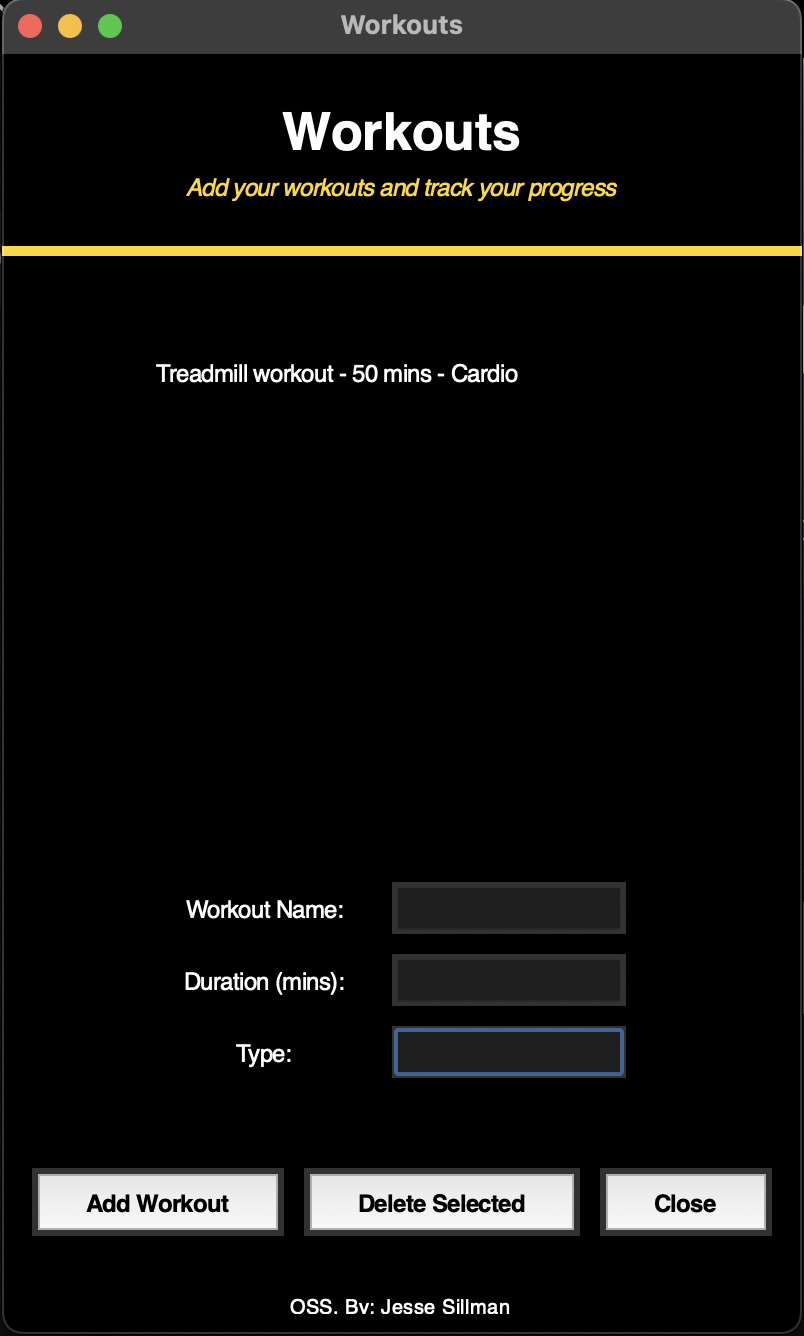 Workouts
Workouts
Add your workouts and track your progress
Treadmill workout - 50 mins - Cardio
Workout Name:
Duration (mins):
Type:
Add Workout Delete Selected Close
OSS. By: Jesse Sillman